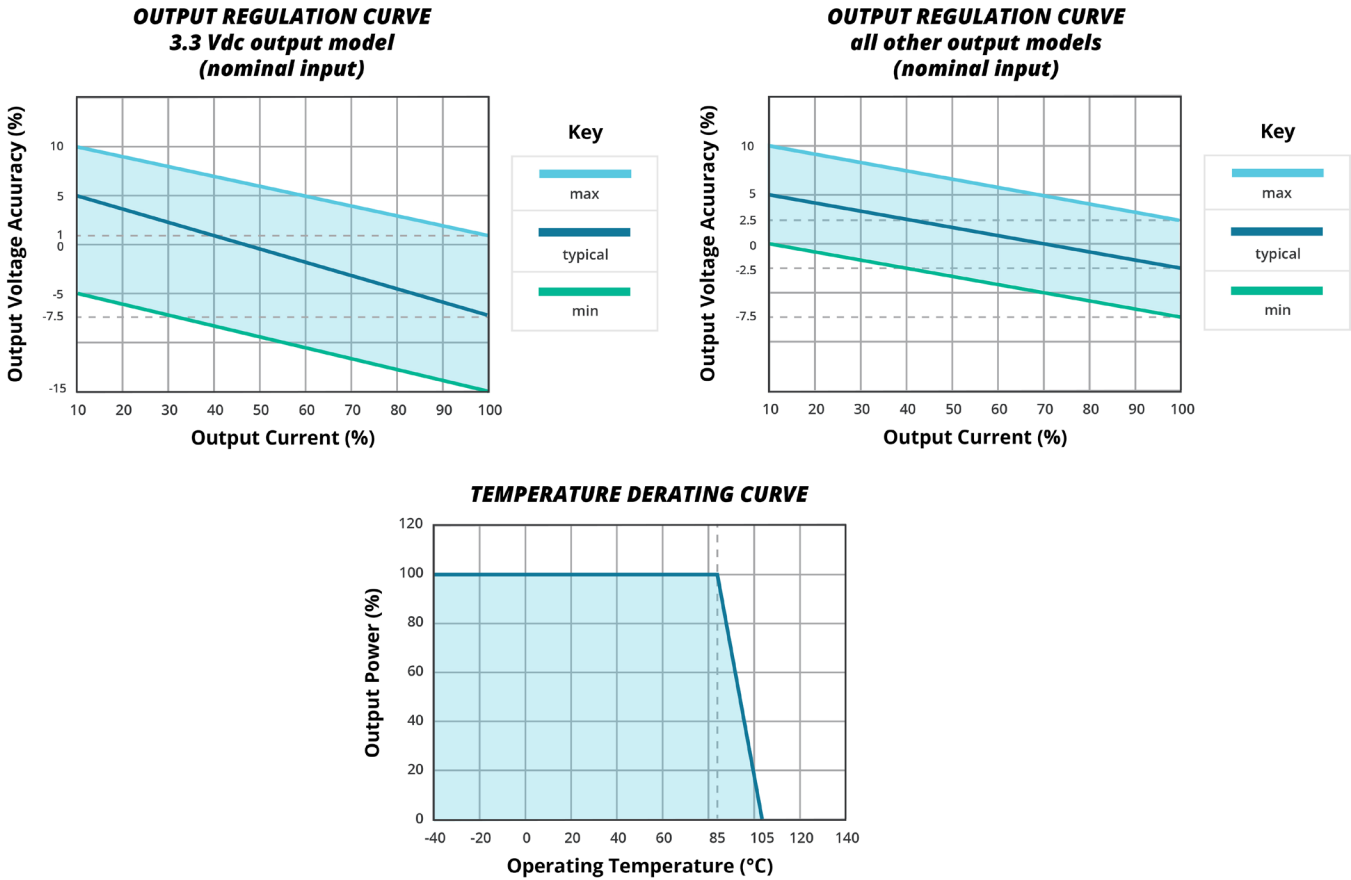 OUTPUT REGULATION CURVE
3.3 Vdc output model
(nominal input)
Output Voltage Acuuracy (%)
10
5
1
0
-5
-7.5
-15
10 20 30 40 50 60 70 80 90 100
Output Current (%)
Key
max
typical
min
OUTPUT REGULATION CURVE
all other output models
(nominal input)
Output Voltage Acuuracy (%)
10
5
2.5
0
-2.5
-7.5
10 20 30 40 50 60 70 80 90 100
Output Current (%)
Key
max
typical
min
TEMPERATURE DERATING CURVE
Output Power (%)
120
100
80
60
40
20
0
-40 -20 0 20 40 60 85 105 120 140
Operating Temperature (°C)